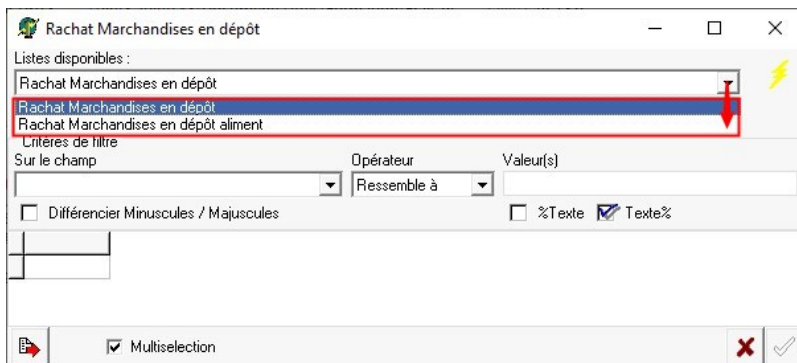 Rachat Marchandises en dépôt
Listes disponibles :
Rachat Marchandises en dépôt
Rachat Marchandises en dépôt
Rachat Marchandises en dépôt aliment
Critères de filtre
Sur le champ Opérateur Valeur(s)
Ressemble à
Différencier Minuscules / Majuscules %Texte Texte%
Multiselection